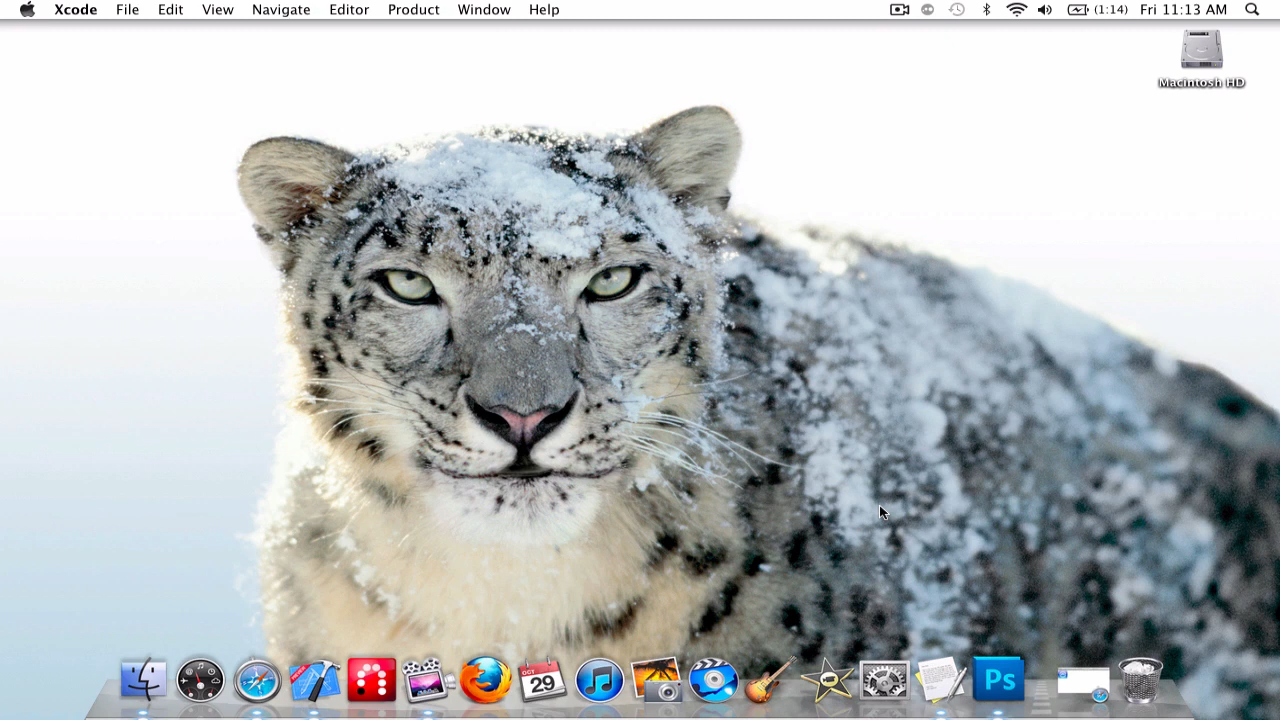 Xcode File Edit View Navigate Editor Product Window Help (1:14) Fri 11:13 AM
Macintosh HD
OCT
29
Ps